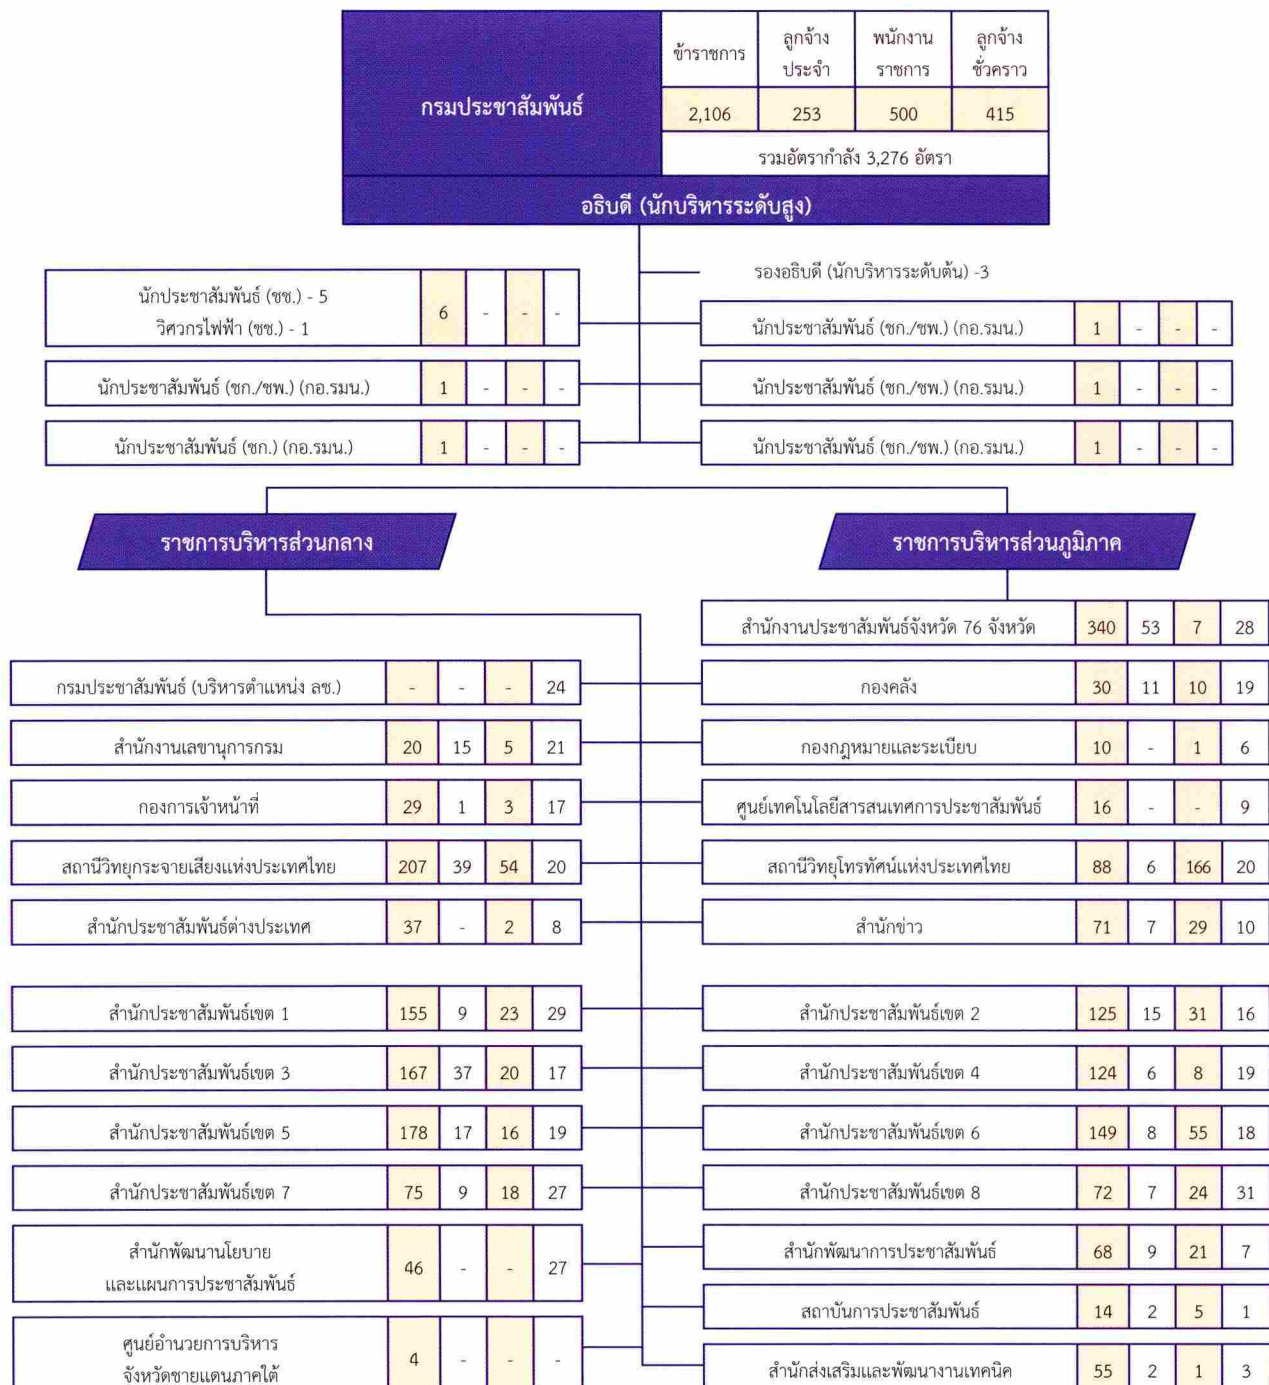 กรมประชาสัมพันธ์
ข้าราชการ ลูกจ้าง พนักงาน ลูกจ้าง
ประจำ ราชการ ชั่วคราว
2,106 253 500 415
รวมอัตรากำลัง 3,276 อัตรา
อธิบดี (นักบริหารระดับสูง)
รองอธิบดี (นักบริหารระดับต้น) -3
นักประชาสัมพันธ์ (ชช.) - 5
วิศวกรไฟฟ้า (ชช.) - 1
6 - - -
นักประชาสัมพันธ์ (ชก./ชพ.) (กอ.รมน.) 1 - - -
นักประชาสัมพันธ์ (ชก./ชพ.) (กอ.รมน.) 1 - - -
นักประชาสัมพันธ์ (ชก./ชพ.) (กอ.รมน.) 1 - - -
นักประชาสัมพันธ์ (ชก.) (กอ.รมน.) 1 - - -
นักประชาสัมพันธ์ (ชก./ชพ.) (กอ.รมน.) 1 - - -
ราชการบริหารส่วนกลาง
ราชการบริหารส่วนภูมิภาค
สำนักงานประชาสัมพันธ์จังหวัด 76 จังหวัด 340 53 7 28
กรมประชาสัมพันธ์ (บริหารตำแหน่ง ลช.) - - - 24
กองคลัง 30 11 10 19
สำนักงานเลขานุการกรม 20 15 5 21
กองกฎหมายและระเบียบ 10 - 1 6
กองการเจ้าหน้าที่ 29 1 3 17
ศูนย์เทคโนโลยีสารสนเทศการประชาสัมพันธ์ 16 - - 9
สถานีวิทยุกระจายเสียงแห่งประเทศไทย 207 39 54 20
สถานีวิทยุโทรทัศน์แห่งประเทศไทย 88 6 166 20
สำนักประชาสัมพันธ์ต่างประเทศ 37 - 2 8
สำนักข่าว 71 7 29 10
สำนักประชาสัมพันธ์เขต 1 155 9 23 29
สำนักประชาสัมพันธ์เขต 2 125 15 31 16
สำนักประชาสัมพันธ์เขต 3 167 37 20 17
สำนักประชาสัมพันธ์เขต 4 124 6 8 19
สำนักประชาสัมพันธ์เขต 5 178 17 16 19
สำนักประชาสัมพันธ์เขต 6 149 8 55 18
สำนักประชาสัมพันธ์เขต 7 75 9 18 27
สำนักประชาสัมพันธ์เขต 8 72 7 24 31
สำนักพัฒนานโยบาย
และแผนการประชาสัมพันธ์
46 - - 27
สำนักพัฒนาการประชาสัมพันธ์ 68 9 21 7
สถาบันการประชาสัมพันธ์ 14 2 5 1
ศูนย์อำนวยการบริหาร
จังหวัดชายแดนภาคใต้
4 - - -
สำนักส่งเสริมและพัฒนางานเทคนิค 55 2 1 3